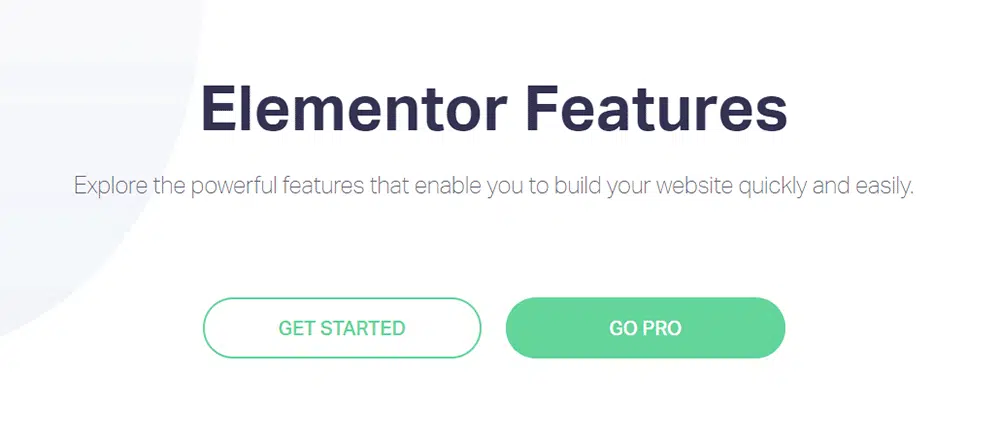 Elementor Features
Explore the powerful features that enable you to build your website quickly and easily.
GET STARTED
GO PRO